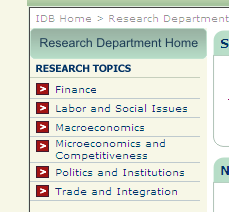 IDB Home > Research Department
Research Department Home
S
RESEARCH TOPICS
> Finance
> Labor and Social Issues
> Macroeconomics
> Microeconomics and
Competitiveness
> Politics and Institutions
> Trade and Integration
N